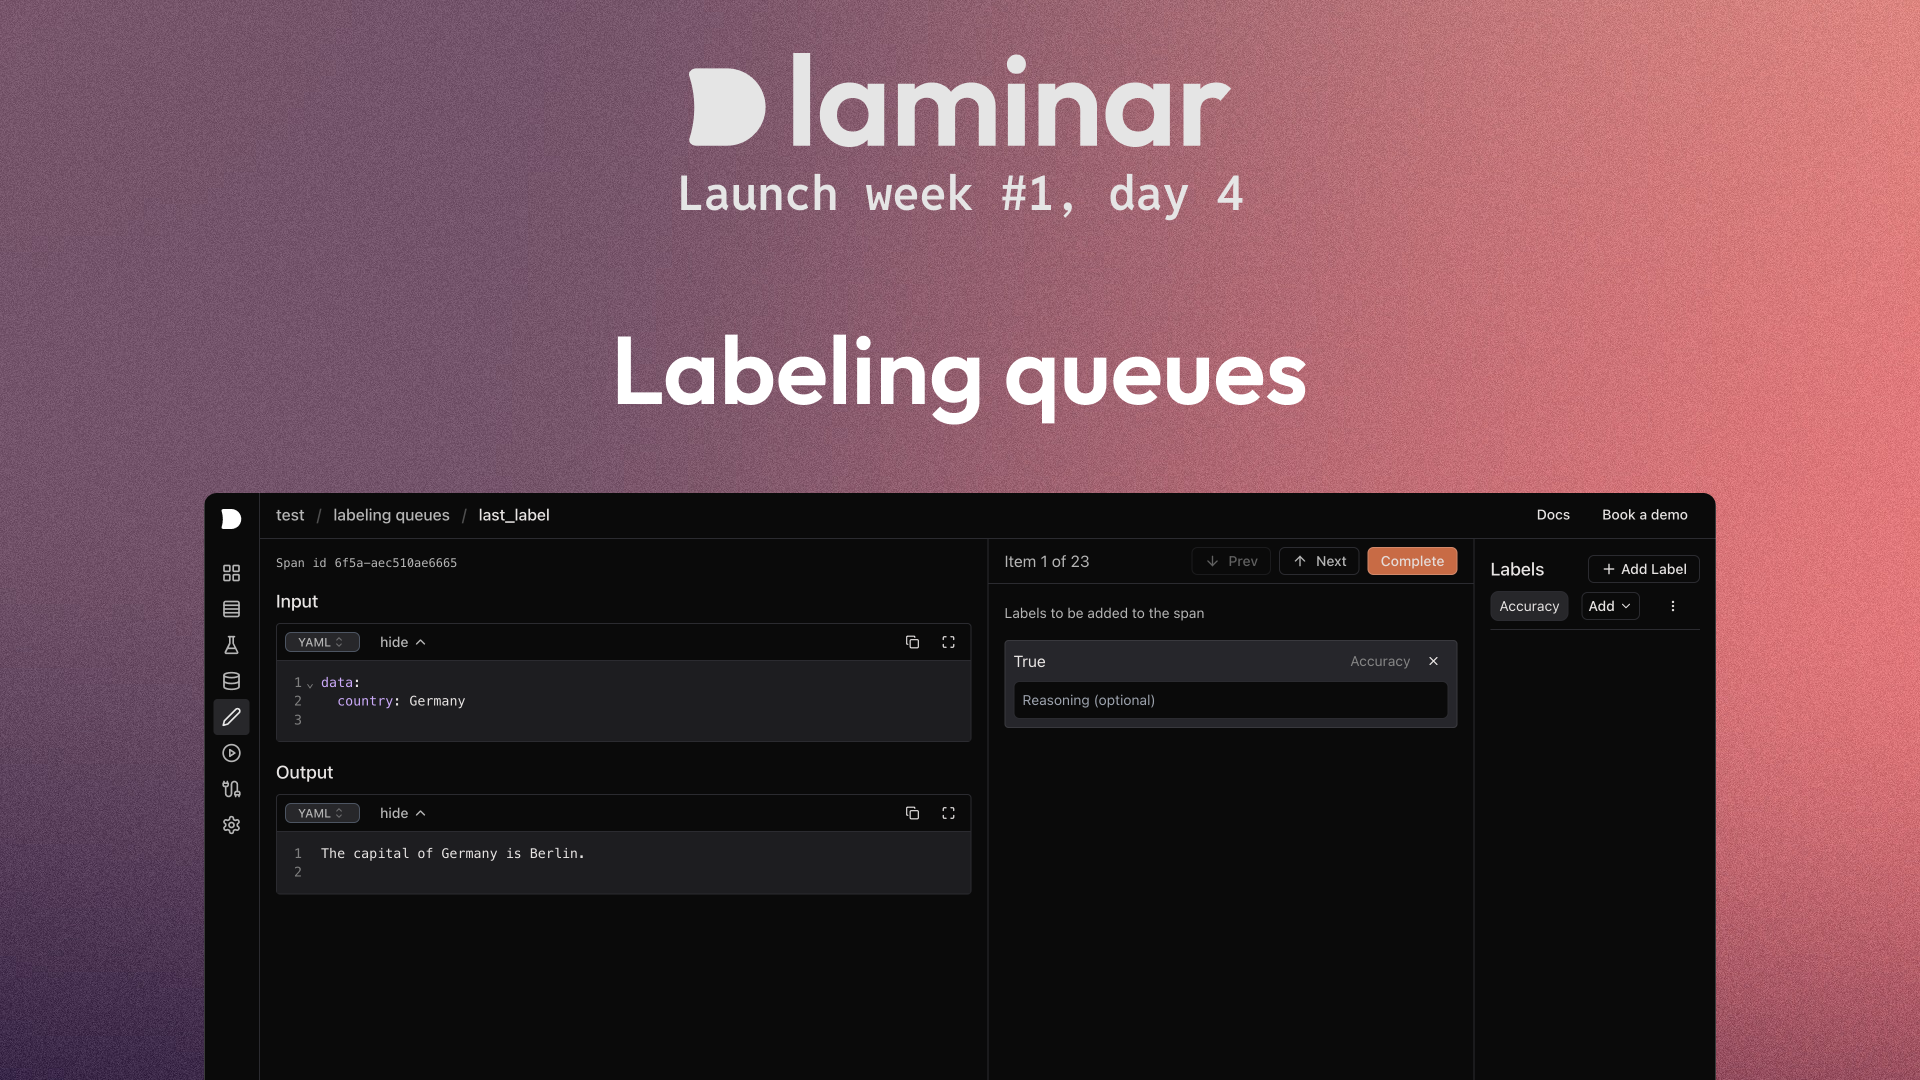 laminar
Launch week #1, day 4
Labeling queues
test / labeling queues / last_label
Docs
Book a demo
Span id 6f5a-aec510ae6665
Input
YAML
hide
1 data:
2 country: Germany
3
Output
YAML
hide
1 The capital of Germany is Berlin.
2
Item 1 of 23
Prev
Next
Complete
Labels to be added to the span
True
Accuracy
Reasoning (optional)
Labels
Add Label
Accuracy
Add